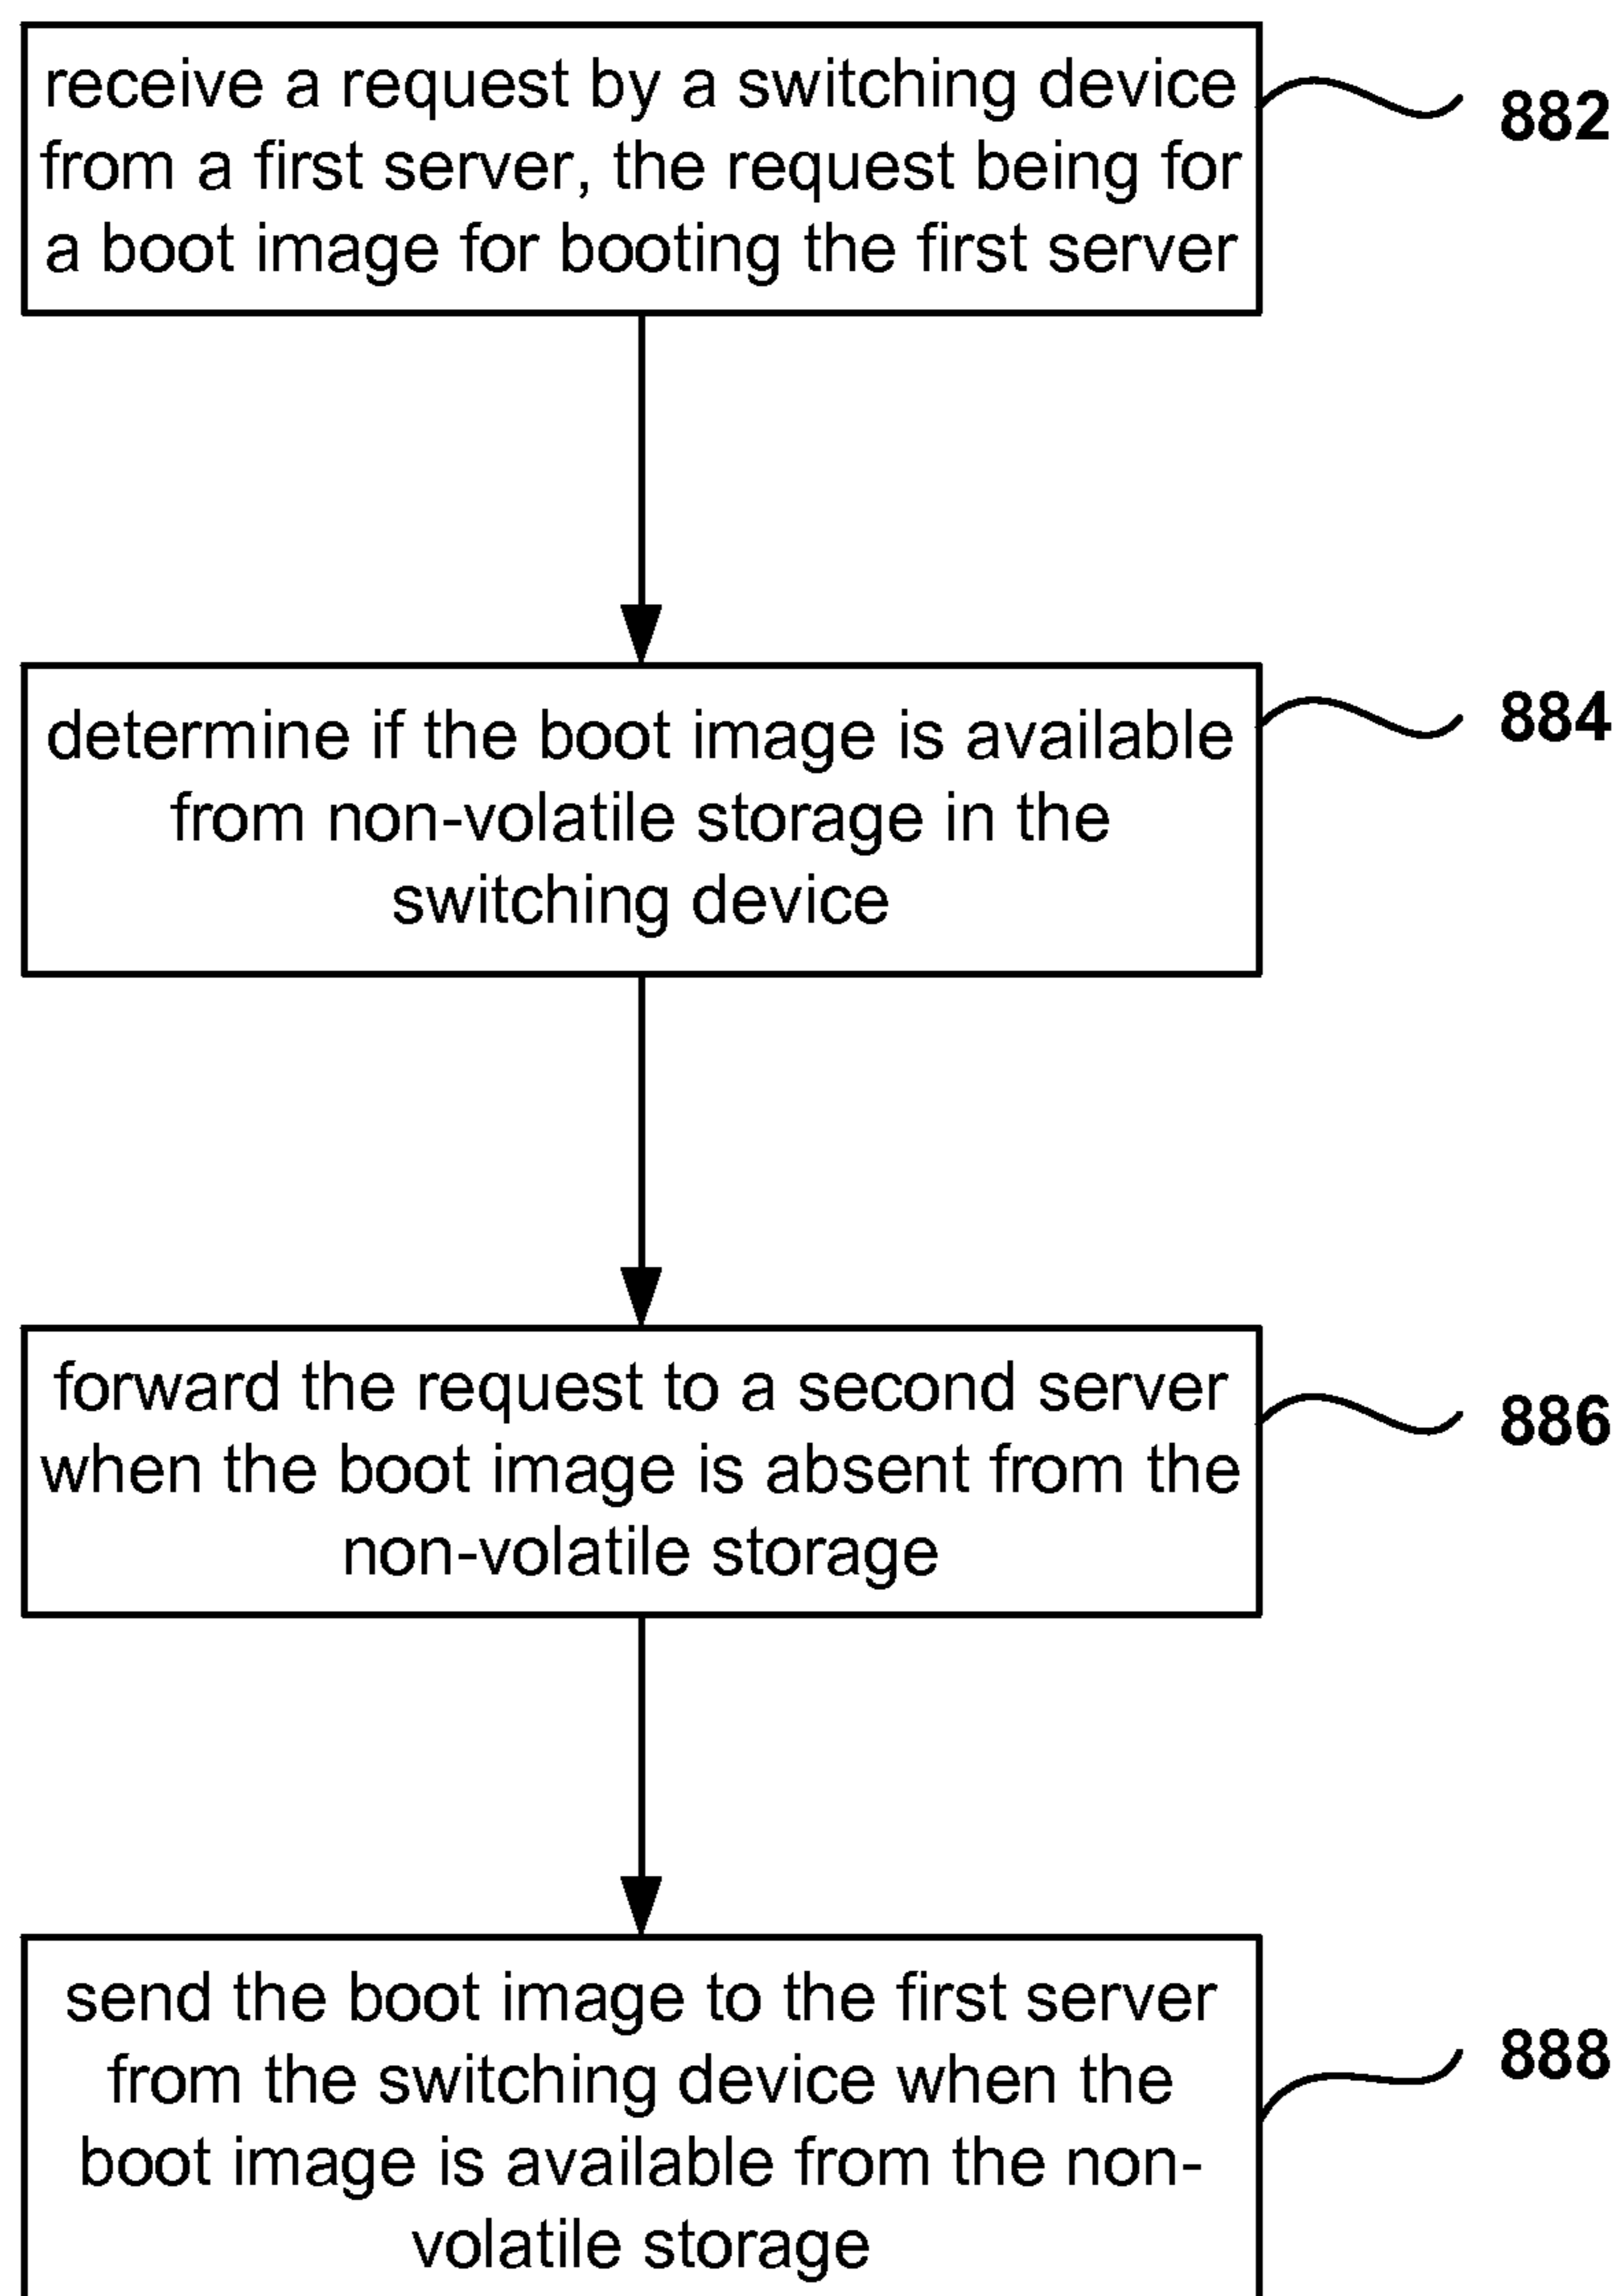 receive a request by a switching device
from a first server, the request being for
a boot image for booting the first server
882
determine if the boot image is available
from non-volatile storage in the
switching device
884
forward the request to a second server
when the boot image is absent from the
non-volatile storage
886
send the boot image to the first server
from the switching device when the
boot image is available from the non-
volatile storage
888